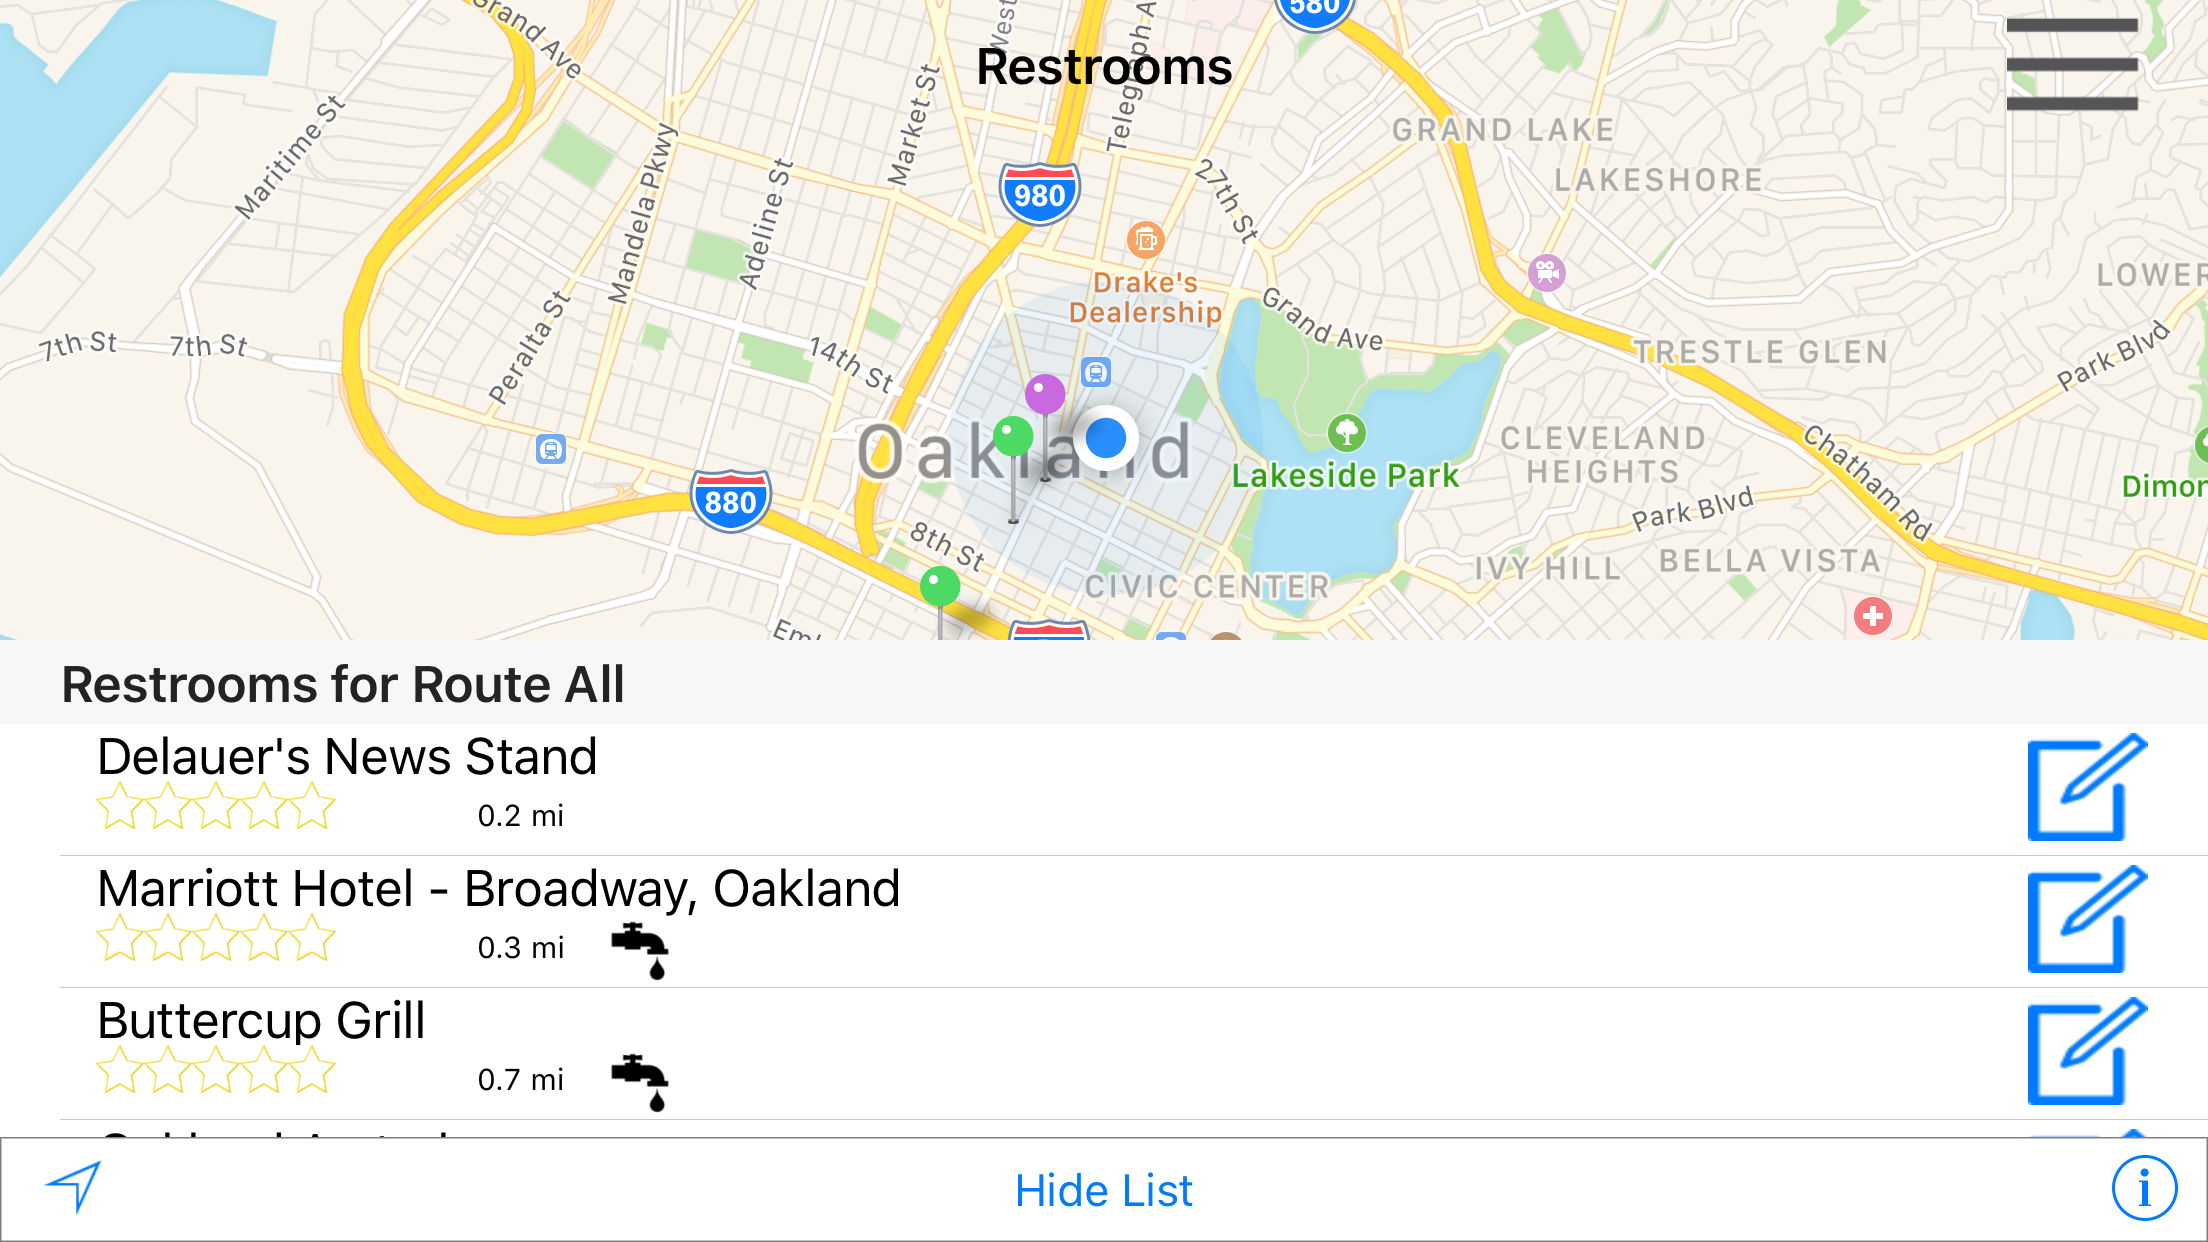 Grand Ave
West
580
Restrooms
Telegraph A
Market St
Maritime St
GRAND LAKE
Mandela Pkwy
Adeline St
980
27th St
LAKESHORE
Drake's
Dealership
LOWER
Grand Ave
Peralta St
7th St
7th St
14th St
TRESTLE GLEN
Park Blvd
Oakland
CLEVELAND
HEIGHTS
Chatham Rd
Lakeside Park
880
Park Blvd
Dimon
8th St
CIVIC CENTER
IVY HILL
BELLA VISTA
Restrooms for Route All
Delauer's News Stand
0.2 mi
Marriott Hotel - Broadway, Oakland
0.3 mi
Buttercup Grill
0.7 mi
Hide List
i